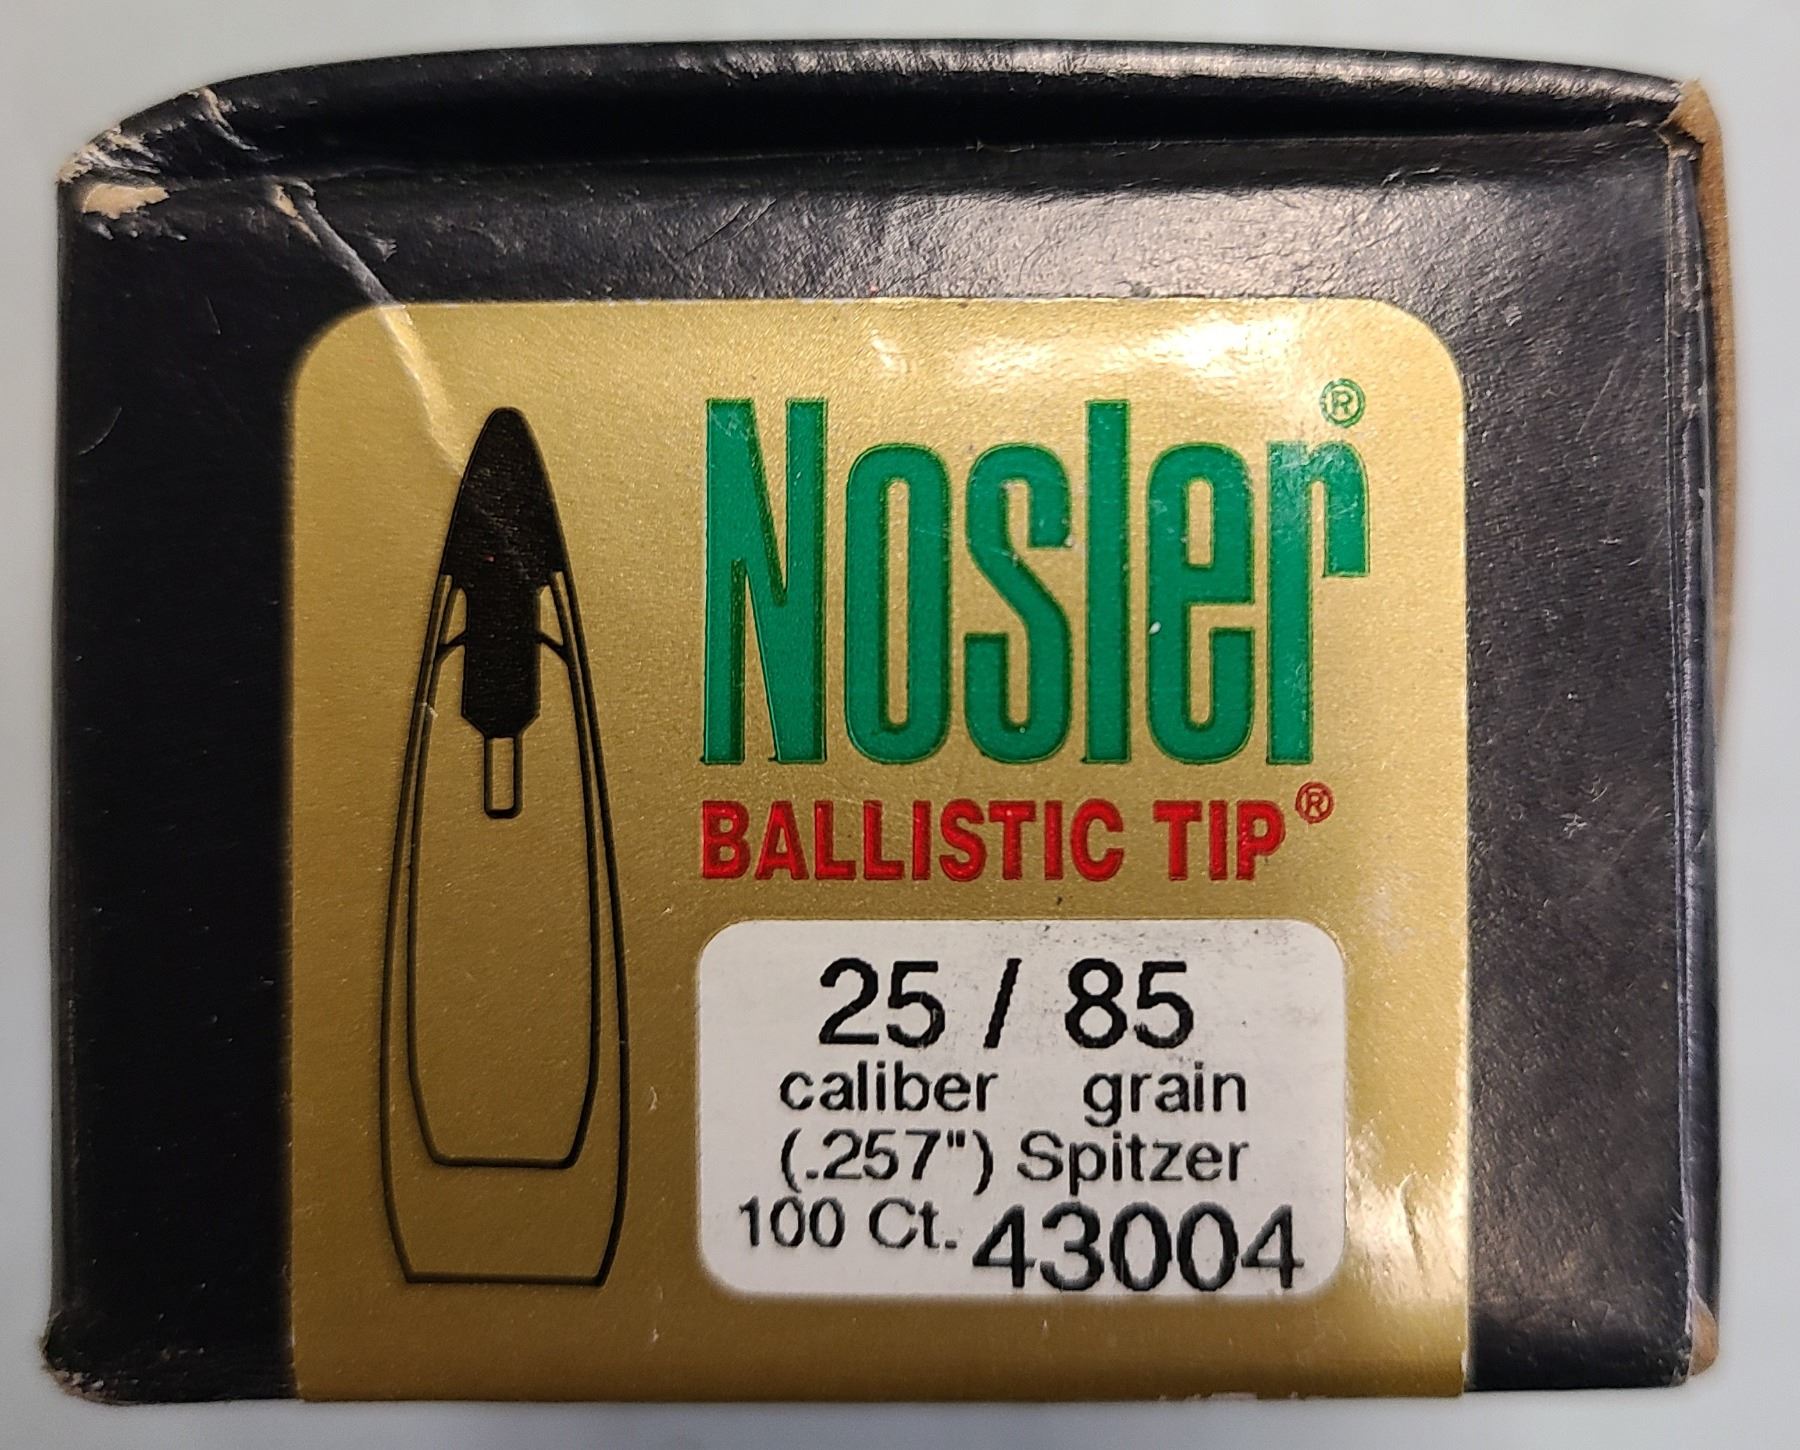 Nosler®
BALLISTIC TIP®
25 / 85
caliber grain
(.257") Spitzer
100 Ct. 43004